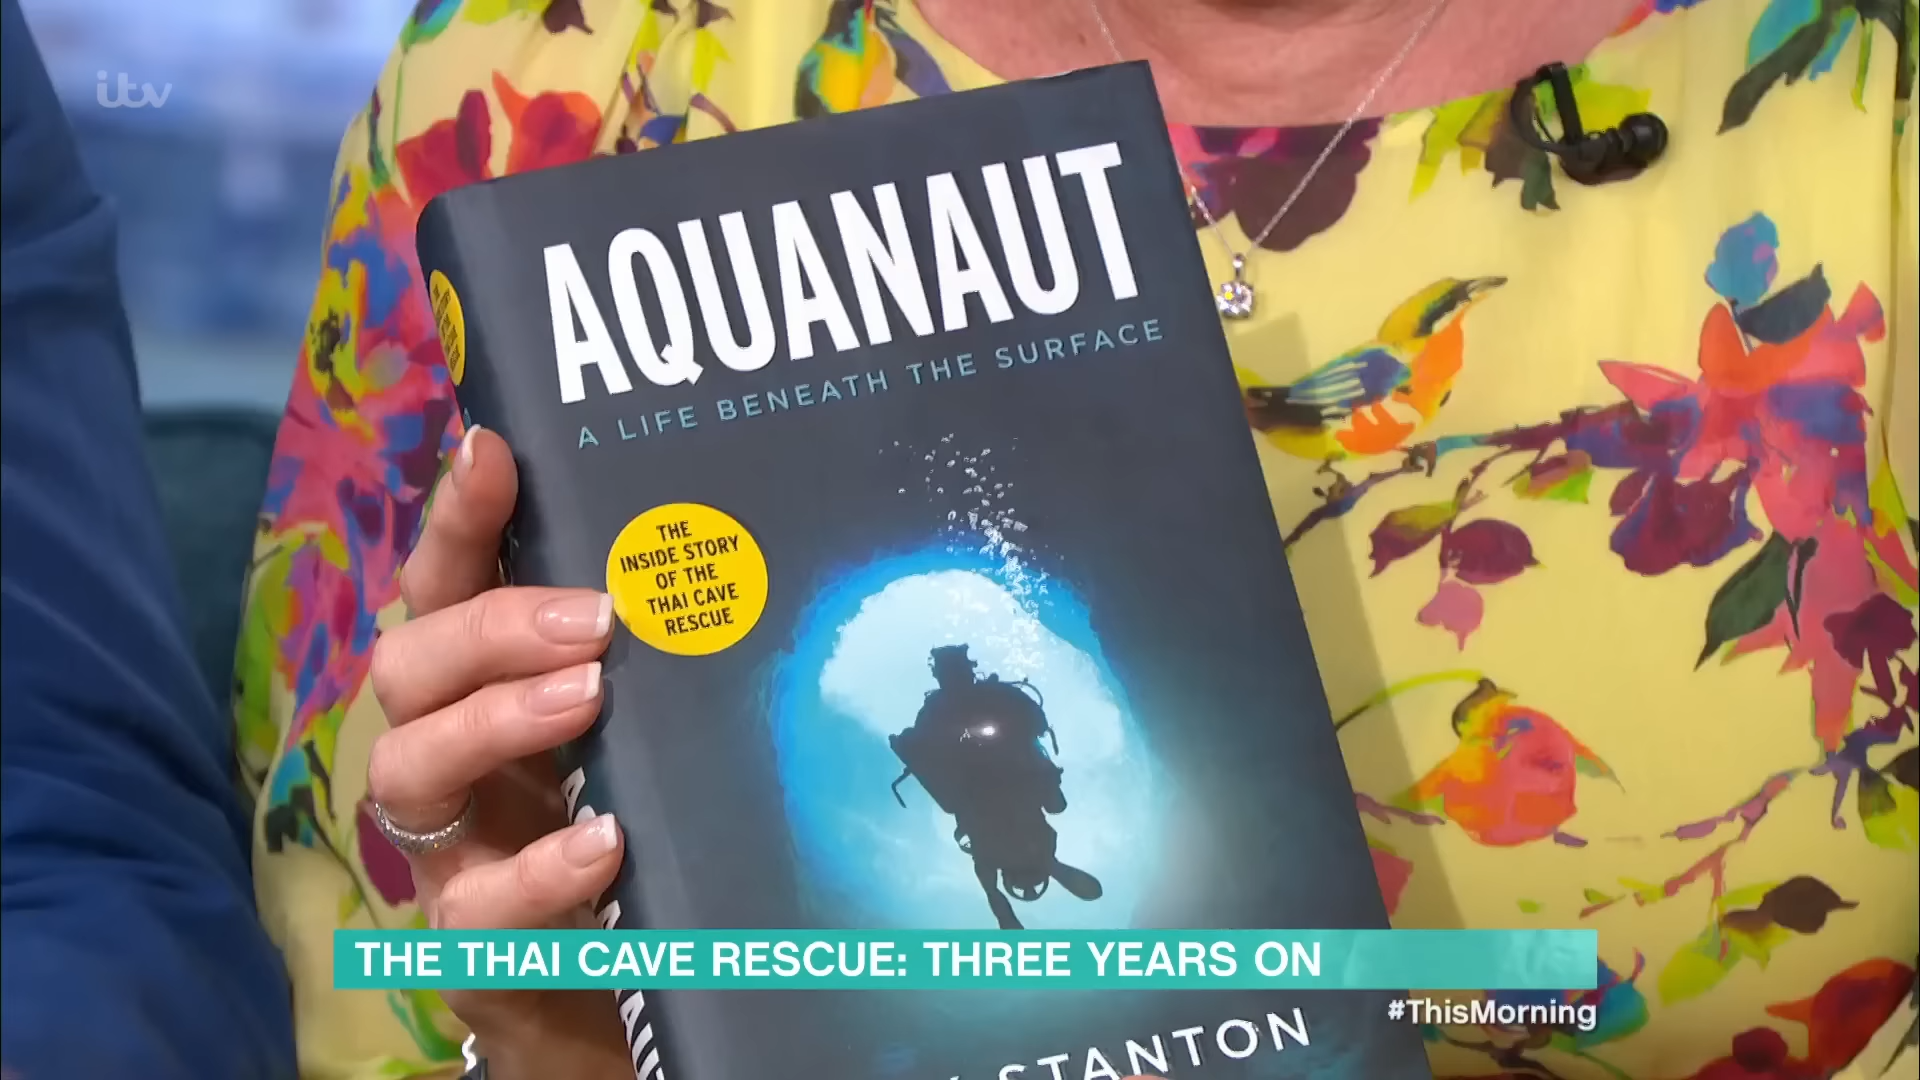 itv
AQUANAUT
A LIFE BENEATH THE SURFACE
THE
INSIDE STORY
OF THE
THAI CAVE
RESCUE
THE THAI CAVE RESCUE: THREE YEARS ON
#ThisMorning
STANTON